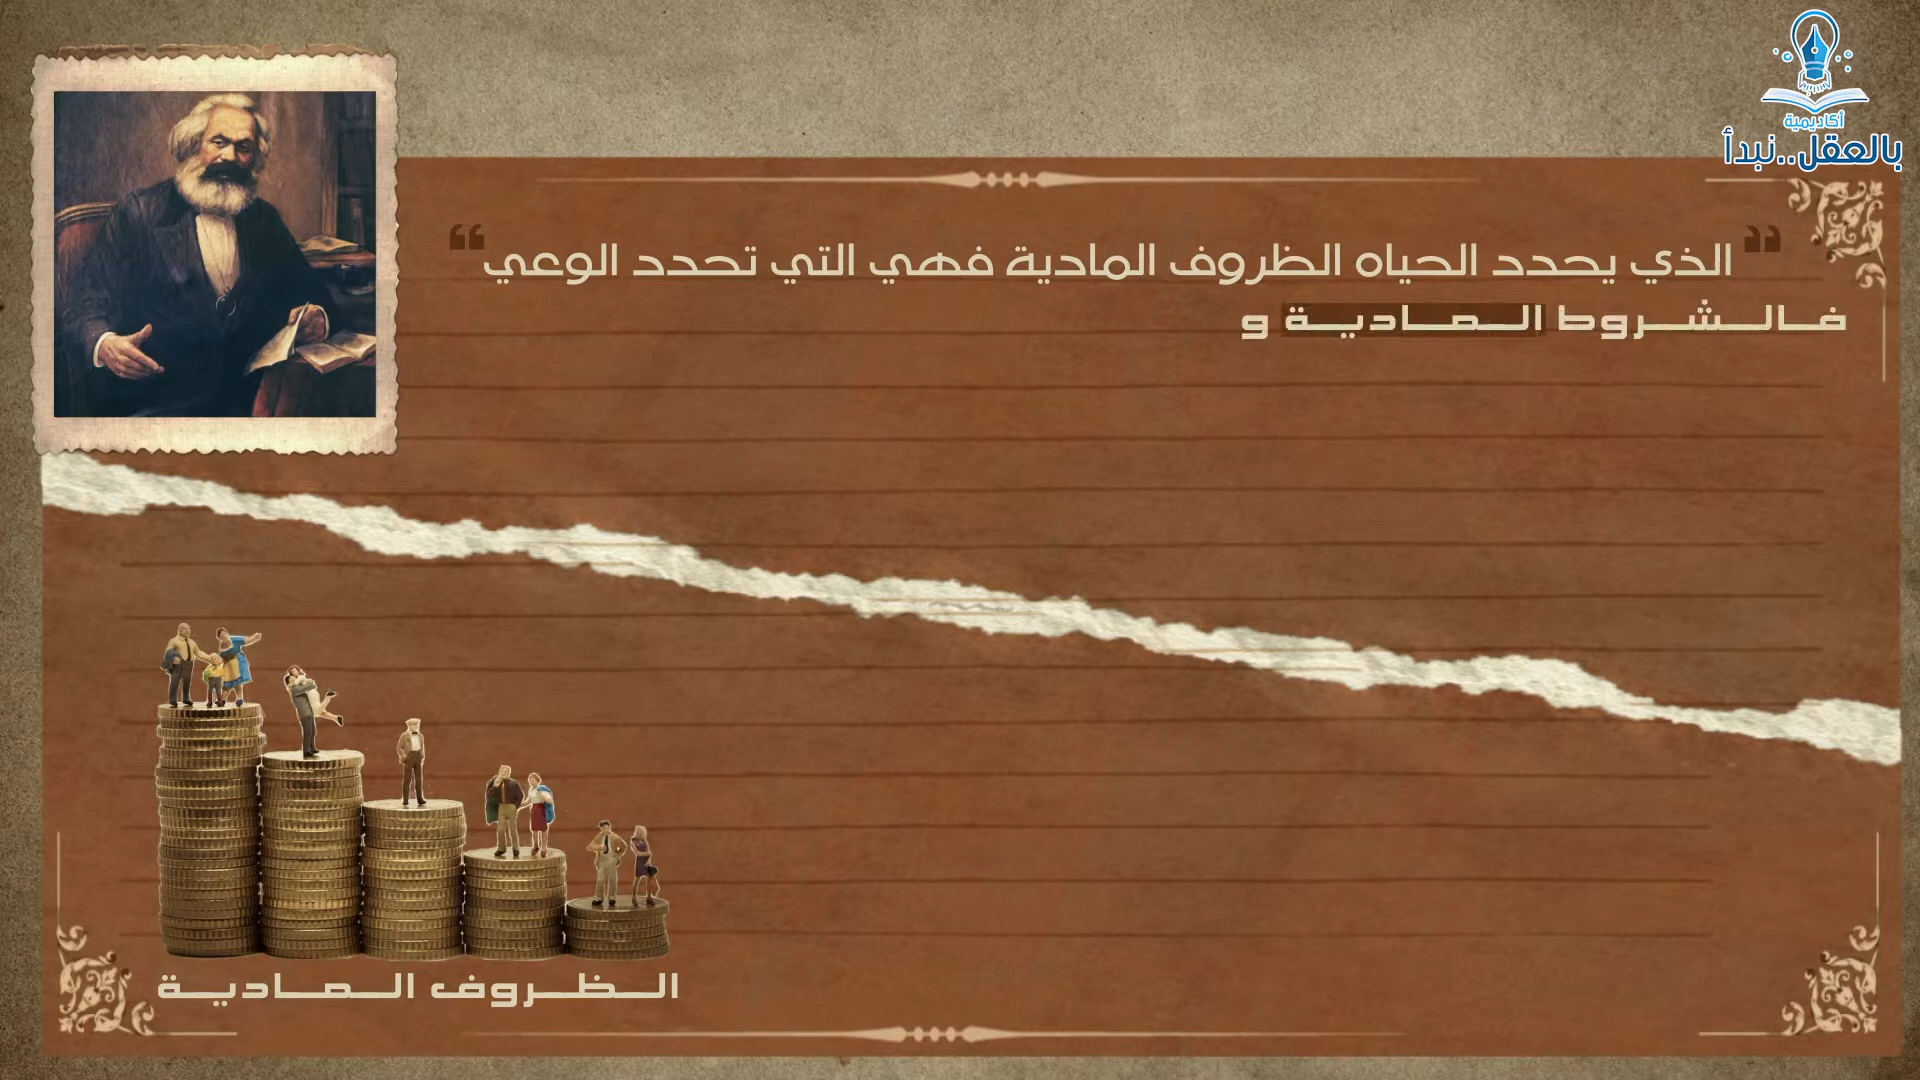 أكاديمية
بالعقل..نبدأ
" الذي يحدد الحياه الظروف المادية فهي التي تحدد الوعي "
فالشروط المادية و
الظروف المادية